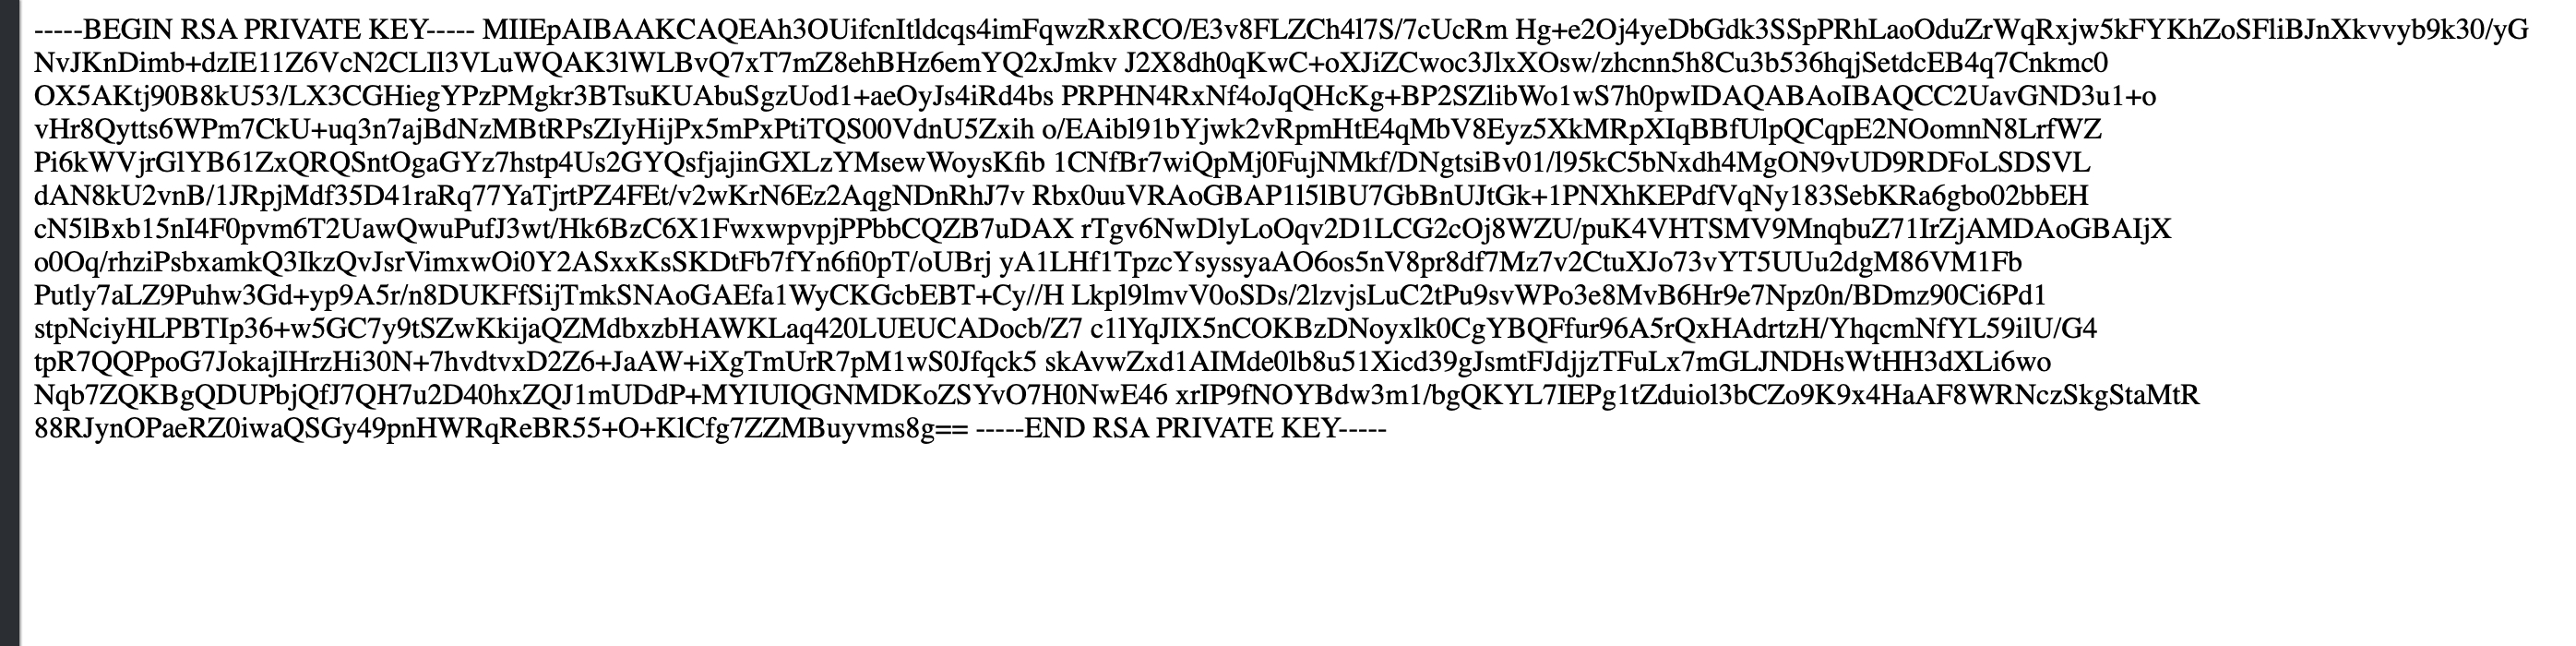 -----BEGIN RSA PRIVATE KEY----- MIIEpAIBAAKCAQEAh3OUifcnItldcqs4imFqwzRxRCO/E3v8FLZCh4l7S/7cUcRm Hg+e2Oj4yeDbGdk3SSpPRhLaoOduZrWqRxjw5kFYKhZoSFliBJnXkvvyb9k30/yG
NvJKnDimb+dzIE11Z6VcN2CLIl3VLuWQAK3lWLBvQ7xT7mZ8ehBHz6emYQ2xJmkv J2X8dh0qKwC+oXJiZCwoc3JlxXOsw/zhcnn5h8Cu3b536hqjSetdcEB4q7Cnkmc0
OX5AKtj90B8kU53/LX3CGHiegYPzPMgkr3BTsuKUAbuSgzUod1+aeOyJs4iRd4bs PRPHN4RxNf4oJqQHcKg+BP2SZlibWo1wS7h0pwIDAQABAoIBAQCC2UavGND3u1+o
vHr8Qytts6WPm7CkU+uq3n7ajBdNzMBtRPsZIyHijPx5mPxPtiTQS00VdnU5Zxih o/EAibl91bYjwk2vRpmHtE4qMbV8Eyz5XkMRpXIqBBfUlpQCqpE2NOomnN8LrfWZ
Pi6kWVjrGlYB61ZxQRQSntOgaGYz7hstp4Us2GYQsfjajinGXLzYMsewWoysKfib 1CNfBr7wiQpMj0FujNMkf/DNgtsiBv01/l95kC5bNxdh4MgON9vUD9RDFoLSDSVL
dAN8kU2vnB/1JRpjMdf35D41raRq77YaTjrtPZ4FEt/v2wKrN6Ez2AqgNDnRhJ7v Rbx0uuVRAoGBAP1l5lBU7GbBnUJtGk+1PNXhKEPdfVqNy183SebKRa6gbo02bbEH
cN5lBxb15nI4F0pvm6T2UawQwuPufJ3wt/Hk6BzC6X1FwxwpvpjPPbbCQZB7uDAX rTgv6NwDlyLoOqv2D1LCG2cOj8WZU/puK4VHTSMV9MnqbuZ71IrZjAMDAoGBAIjX
o0Oq/rhziPsbxamkQ3IkzQvJsrVimxwOi0Y2ASxxKsSKDtFb7fYn6fi0pT/oUBrj yA1LHf1TpzcYsyssyaAO6os5nV8pr8df7Mz7v2CtuXJo73vYT5UUu2dgM86VM1Fb
Putly7aLZ9Puhw3Gd+yp9A5r/n8DUKFfSijTmkSNAoGAEfa1WyCKGcbEBT+Cy//H Lkpl9lmvV0oSDs/2lzvjsLuC2tPu9svWPo3e8MvB6Hr9e7Npz0n/BDmz90Ci6Pd1
stpNciyHLPBTIp36+w5GC7y9tSZwKkijaQZMdbxzbHAWKLaq420LUEUCADocb/Z7 c1lYqJIX5nCOKBzDNoyxlk0CgYBQFfur96A5rQxHAdrtzH/YhqcmNfYL59ilU/G4
tpR7QQPpoG7JokajIHrzHi30N+7hvdtvxD2Z6+JaAW+iXgTmUrR7pM1wS0Jfqck5 skAvwZxd1AIMde0lb8u51Xicd39gJsmtFJdjjzTFuLx7mGLJNDHsWtHH3dXLi6wo
Nqb7ZQKBgQDUPbjQfJ7QH7u2D40hxZQJ1mUDdP+MYIUIQGNMDKoZSYvO7H0NwE46 xrIP9fNOYBdw3m1/bgQKYL7IEPg1tZduiol3bCZo9K9x4HaAF8WRNczSkgStaMtR
88RJynOPaeRZ0iwaQSGy49pnHWRqReBR55+O+KlCfg7ZZMBuyvms8g== -----END RSA PRIVATE KEY-----